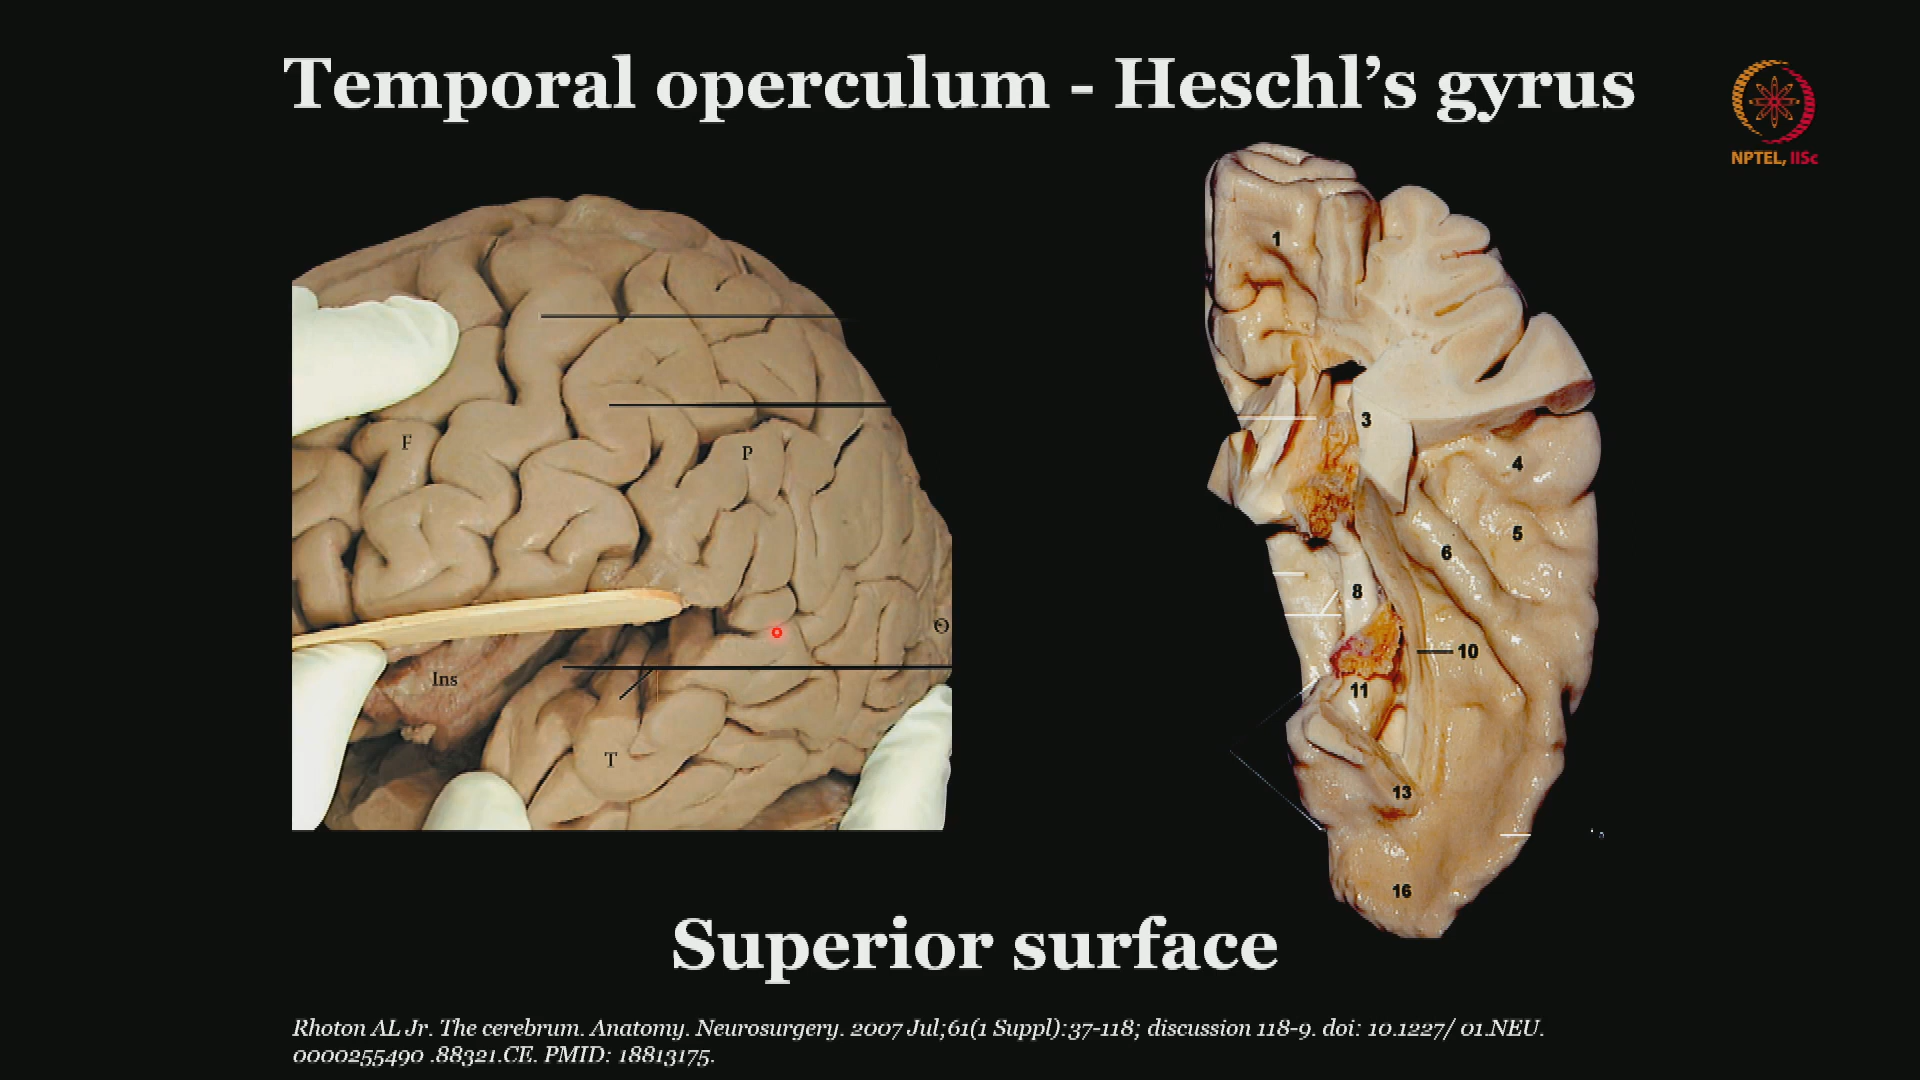 Temporal operculum - Heschl's gyrus
NPTEL, IISc
F
P
Θ
Ins
T
1
3
4
5
6
8
10
11
13
16
Superior surface
Rhoton AL Jr. The cerebrum. Anatomy. Neurosurgery. 2007 Jul;61(1 Suppl):37-118; discussion 118-9. doi: 10.1227/ 01.NEU.
0000255490 .88321.CE. PMID: 18813175.